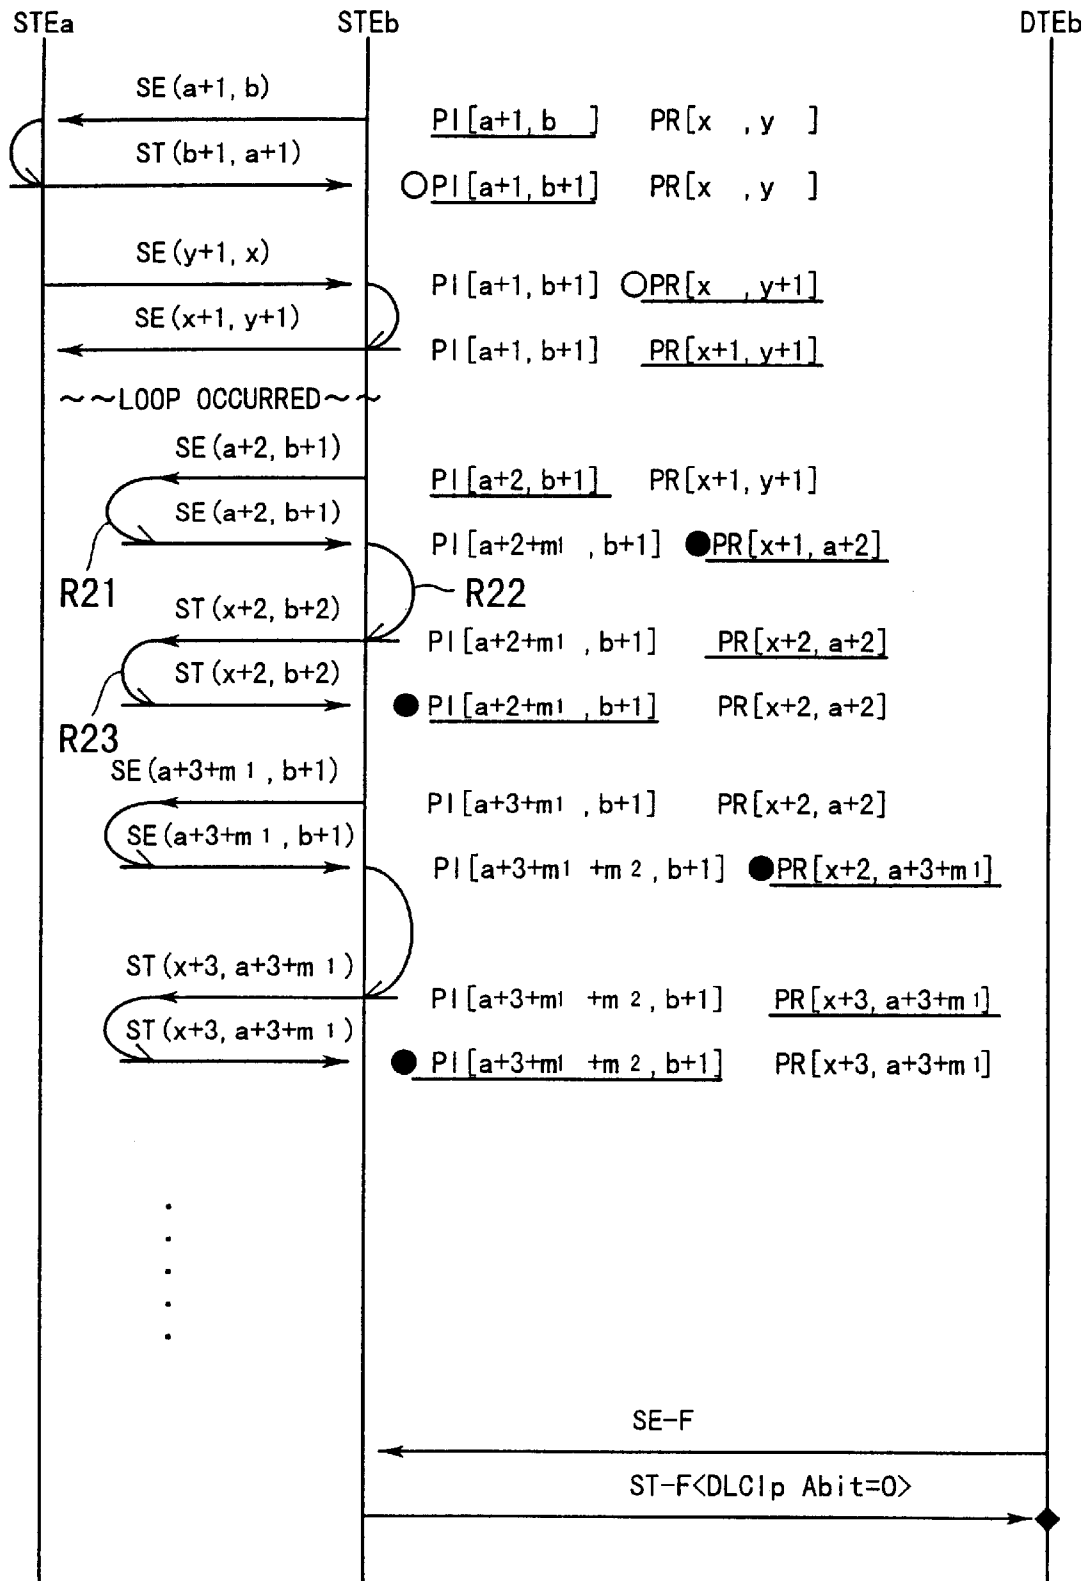 STEa STEb DTEb
SE(a+1, b)
PI[a+1, b ] PR[x , y ]
ST(b+1, a+1)
PI[a+1, b+1] PR[x , y ]
SE(y+1, x)
PI[a+1, b+1] PR[x , y+1]
SE(x+1, y+1)
PI[a+1, b+1] PR[x+1, y+1]
~~LOOP OCCURRED~~
SE(a+2, b+1)
PI[a+2, b+1] PR[x+1, y+1]
SE(a+2, b+1)
PI[a+2+m1 , b+1] PR[x+1, a+2]
R21 R22
ST(x+2, b+2)
PI[a+2+m1 , b+1] PR[x+2, a+2]
ST(x+2, b+2)
PI[a+2+m1 , b+1] PR[x+2, a+2]
R23
SE(a+3+m1 , b+1)
PI[a+3+m1 , b+1] PR[x+2, a+2]
SE(a+3+m1 , b+1)
PI[a+3+m1 +m2 , b+1] PR[x+2, a+3+m1]
ST(x+3, a+3+m1)
PI[a+3+m1 +m2 , b+1] PR[x+3, a+3+m1]
ST(x+3, a+3+m1)
PI[a+3+m1 +m2 , b+1] PR[x+3, a+3+m1]
SE-F
ST-F<DLCIp Abit=0>